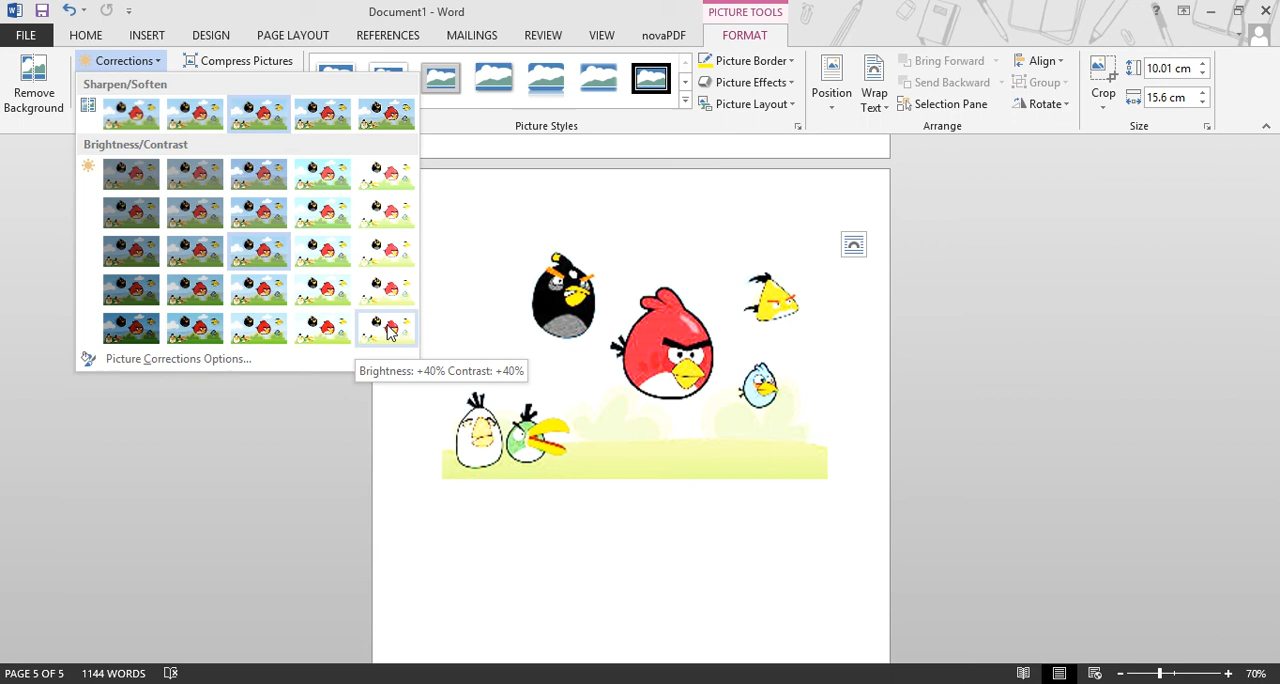 Document1 - Word
PICTURE TOOLS
FILE HOME INSERT DESIGN PAGE LAYOUT REFERENCES MAILINGS REVIEW VIEW novaPDF FORMAT
Remove Background
Corrections
Compress Pictures
Picture Border
Picture Effects
Picture Layout
Picture Styles
Position
Wrap Text
Bring Forward
Send Backward
Selection Pane
Align
Group
Rotate
Arrange
Crop
10.01 cm
15.6 cm
Size
Sharpen/Soften
Brightness/Contrast
Picture Corrections Options...
Brightness: +40% Contrast: +40%
PAGE 5 OF 5 1144 WORDS
70%